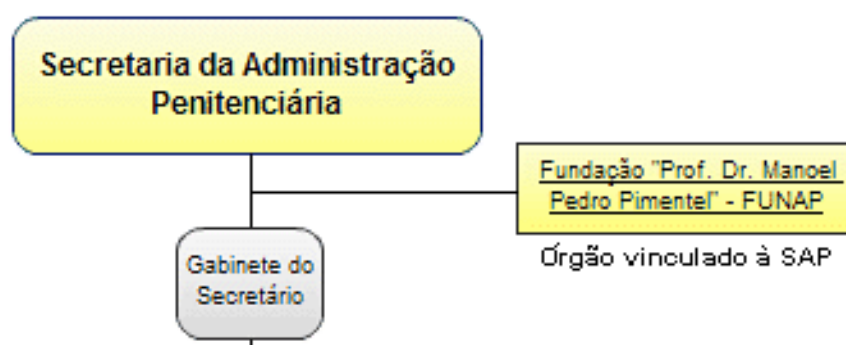 Secretaria da Administração
Penitenciária
Fundação "Prof. Dr. Manoel
Pedro Pimentel" - FUNAP
Órgão vinculado à SAP
Gabinete do
Secretário